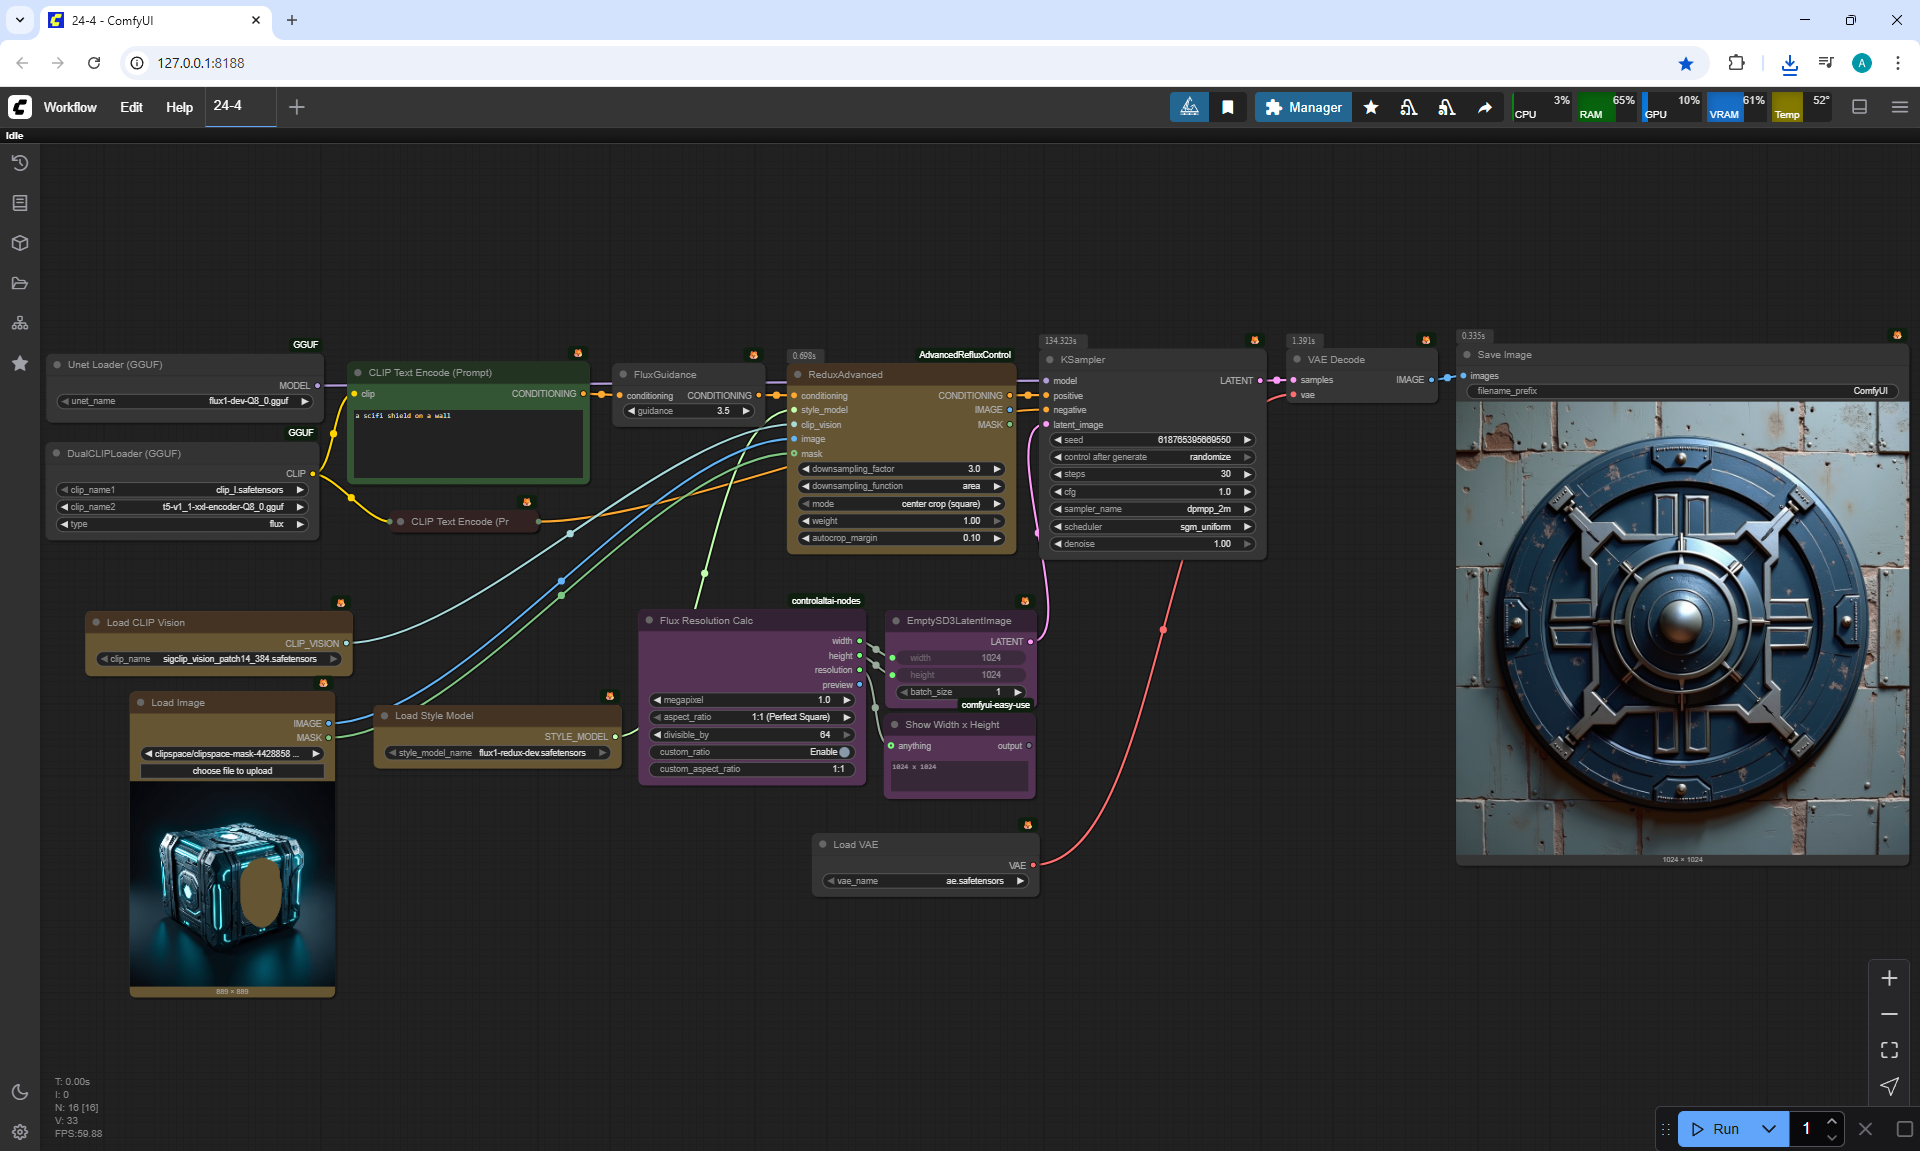 24-4 - ComfyUI
127.0.0.1:8188
A
Workflow
Edit
Help
24-4
Manager
3%
CPU
65%
RAM
10%
GPU
61%
VRAM
52°
Temp
Idle
GGUF
Unet Loader (GGUF)
MODEL
unet_name
flux1-dev-Q8_0.gguf
GGUF
DualCLIPLoader (GGUF)
CLIP
clip_name1
clip_l.safetensors
clip_name2
t5-v1_1-xxl-encoder-Q8_0.gguf
type
flux
CLIP Text Encode (Prompt)
clip
CONDITIONING
a scifi shield on a wall
CLIP Text Encode (Pr
FluxGuidance
conditioning
CONDITIONING
guidance
3.5
0.698s
AdvancedRefluxControl
ReduxAdvanced
conditioning
CONDITIONING
style_model
IMAGE
clip_vision
MASK
image
mask
downsampling_factor
3.0
downsampling_function
area
mode
center crop (square)
weight
1.00
autocrop_margin
0.10
134.323s
KSampler
model
LATENT
positive
negative
latent_image
seed
618765395669550
control after generate
randomize
steps
30
cfg
1.0
sampler_name
dpmpp_2m
scheduler
sgm_uniform
denoise
1.00
1.391s
VAE Decode
samples
IMAGE
vae
0.335s
Save Image
images
filename_prefix
ComfyUI
1024 × 1024
Load CLIP Vision
CLIP_VISION
clip_name
sigclip_vision_patch14_384.safetensors
Load Image
IMAGE
MASK
clipspace/clipspace-mask-4428858 ...
choose file to upload
889 × 889
Load Style Model
STYLE_MODEL
style_model_name
flux1-redux-dev.safetensors
controlaltai-nodes
Flux Resolution Calc
width
height
resolution
preview
megapixel
1.0
aspect_ratio
1:1 (Perfect Square)
divisible_by
64
custom_ratio
Enable
custom_aspect_ratio
1:1
EmptySD3LatentImage
LATENT
width
1024
height
1024
batch_size
1
comfyui-easy-use
Show Width x Height
anything
output
1024 x 1024
Load VAE
VAE
vae_name
ae.safetensors
T: 0.00s
I: 0
N: 16 [16]
V: 33
FPS:59.88
Run
1